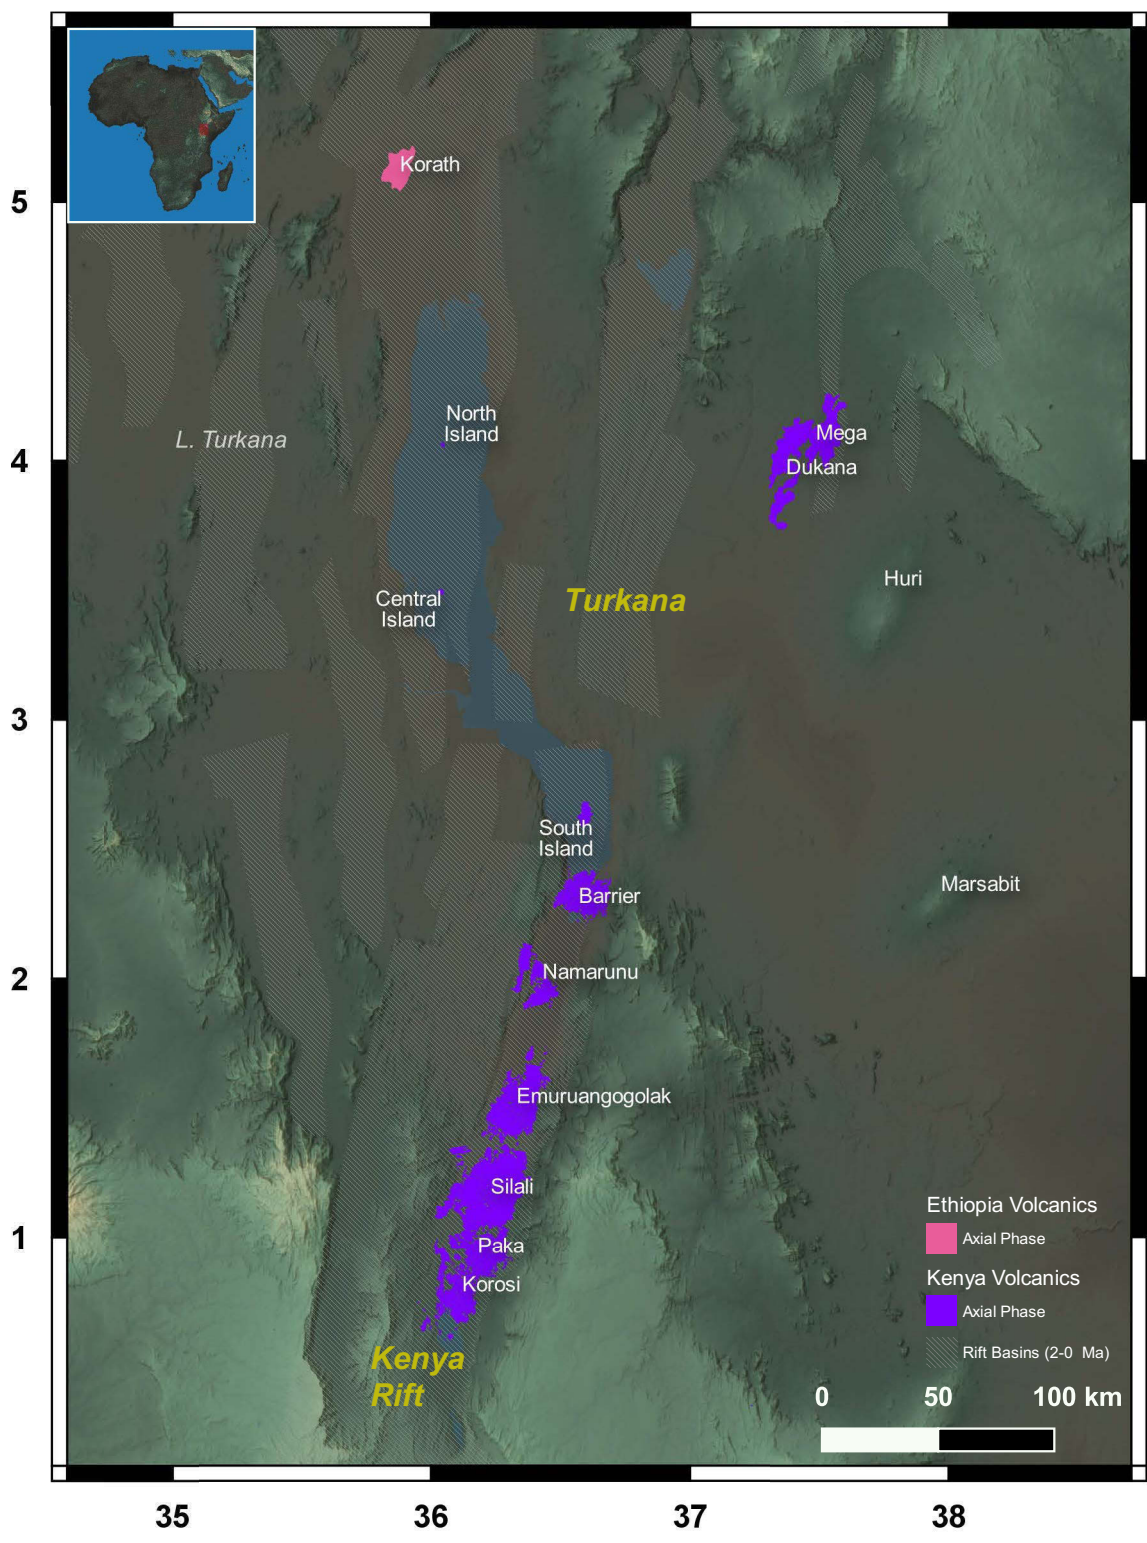 Korath
5
North
Island
L. Turkana
Mega
4
Dukana
Huri
Central
Island
Turkana
3
South
Island
Marsabit
Barrier
Namarunu
2
Emuruangogolak
Silali
Ethiopia Volcanics
Axial Phase
1
Paka
Kenya Volcanics
Korosi
Axial Phase
Rift Basins (2-0 Ma)
Kenya
Rift
0 50 100 km
35 36 37 38